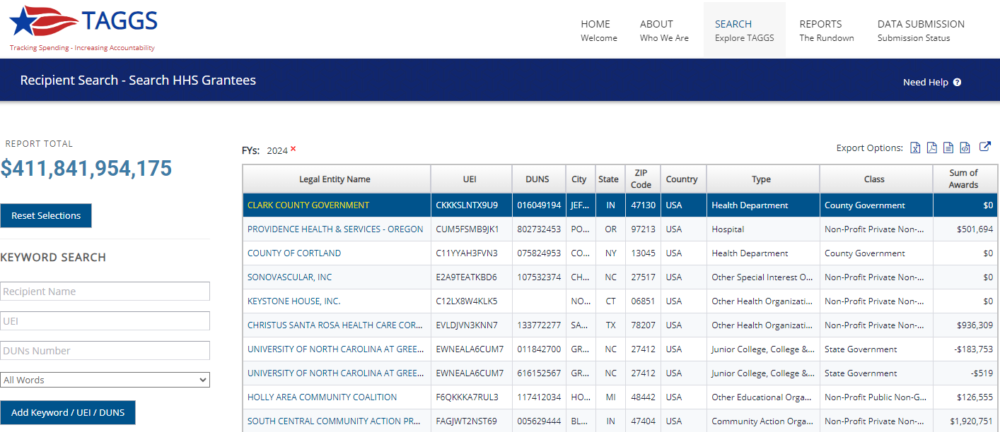 TAGGS
Tracking Spending - Increasing Accountability
HOME ABOUT SEARCH REPORTS DATA SUBMISSION
Welcome Who We Are Explore TAGGS The Rundown Submission Status
Recipient Search - Search HHS Grantees Need Help ?
REPORT TOTAL
$411,841,954,175
Reset Selections
KEYWORD SEARCH
Recipient Name
UEI
DUNs Number
All Words
Add Keyword / UEI / DUNS
FYs: 2024 × Export Options:
Legal Entity Name UEI DUNS City State ZIP Code Country Type Class Sum of Awards
CLARK COUNTY GOVERNMENT CKKKSLNTX9U9 016049194 JEF... IN 47130 USA Health Department County Government $0
PROVIDENCE HEALTH & SERVICES - OREGON CUM5FSMB9JK1 802732453 PO... OR 97213 USA Hospital Non-Profit Private Non-... $501,694
COUNTY OF CORTLAND C11YYAH3FVN3 075824953 CO... NY 13045 USA Health Department County Government $0
SONOVASCULAR, INC E2A9TEATKBD6 107532374 CH... NC 27517 USA Other Special Interest O... Non-Profit Private Non-... $0
KEYSTONE HOUSE, INC. C12LX8W4KLK5 NO... CT 06851 USA Other Health Organizati... Non-Profit Private Non-... $0
CHRISTUS SANTA ROSA HEALTH CARE COR... EVLDJVN3KNN7 133772277 SA... TX 78207 USA Other Health Organizati... Non-Profit Private Non-... $936,309
UNIVERSITY OF NORTH CAROLINA AT GREE... EWNEALA6CUM7 011842700 GR... NC 27412 USA Junior College, College &... State Government -$183,753
UNIVERSITY OF NORTH CAROLINA AT GREE... EWNEALA6CUM7 616152567 GR... NC 27412 USA Junior College, College &... State Government -$519
HOLLY AREA COMMUNITY COALITION F6QKKKA7RUL3 117412034 HO... MI 48442 USA Other Educational Orga... Non-Profit Public Non-G... $126,555
SOUTH CENTRAL COMMUNITY ACTION PR... FAGJWT2NST69 005629444 BL... IN 47404 USA Community Action Orga... Non-Profit Private Non-... $1,920,751